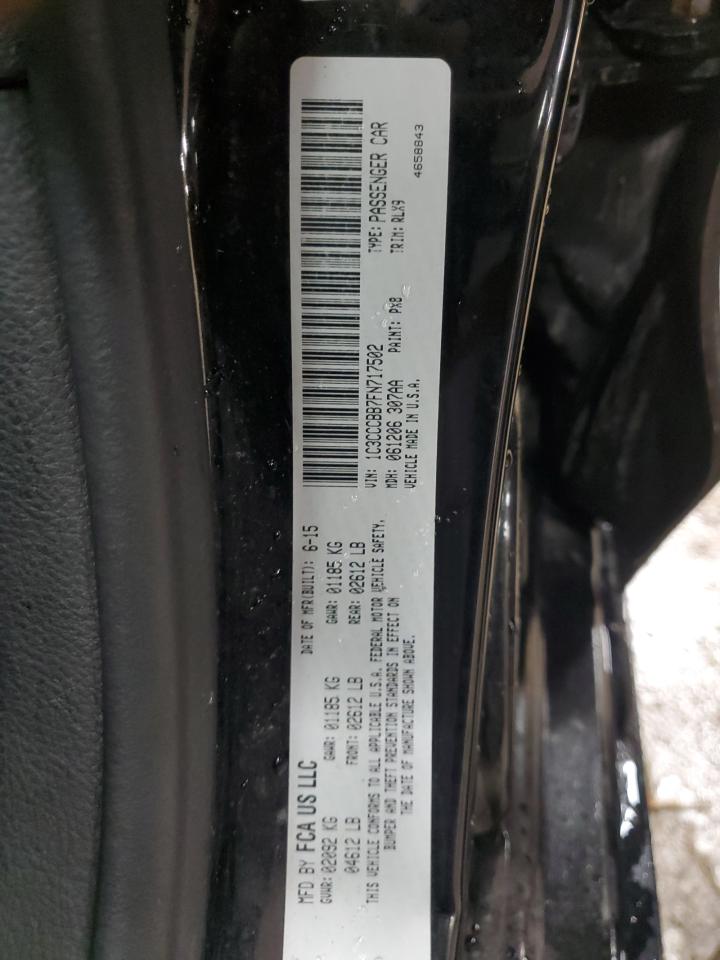 MFD BY FCA US LLC
DATE OF MFR(BUILT): 6-15
GVWR: 02092 KG
GAWR: 01185 KG
GAWR: 01185 KG
04612 LB
FRONT: 02612 LB
REAR: 02612 LB
THIS VEHICLE CONFORMS TO ALL APPLICABLE U.S.A. FEDERAL MOTOR VEHICLE SAFETY,
BUMPER AND THEFT PREVENTION STANDARDS IN EFFECT ON
THE DATE OF MANUFACTURE SHOWN ABOVE.
VIN: 1C3CCCBB7FN717502
TYPE: PASSENGER CAR
MDH: 061206 307AA
PAINT: PX8
TRIM: RLX9
VEHICLE MADE IN U.S.A.
4658843